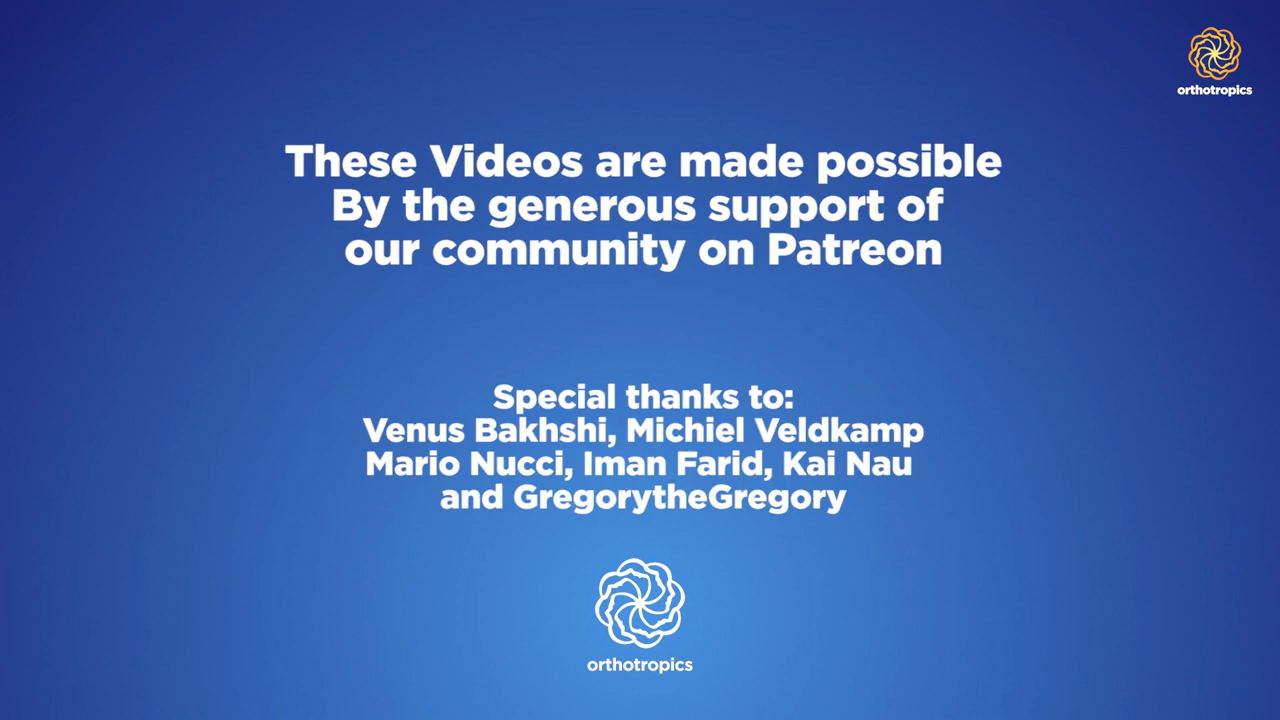 orthotropics
These Videos are made possible
By the generous support of
our community on Patreon
Special thanks to:
Venus Bakhshi, Michiel Veldkamp
Mario Nucci, Iman Farid, Kai Nau
and GregorytheGregory
orthotropics